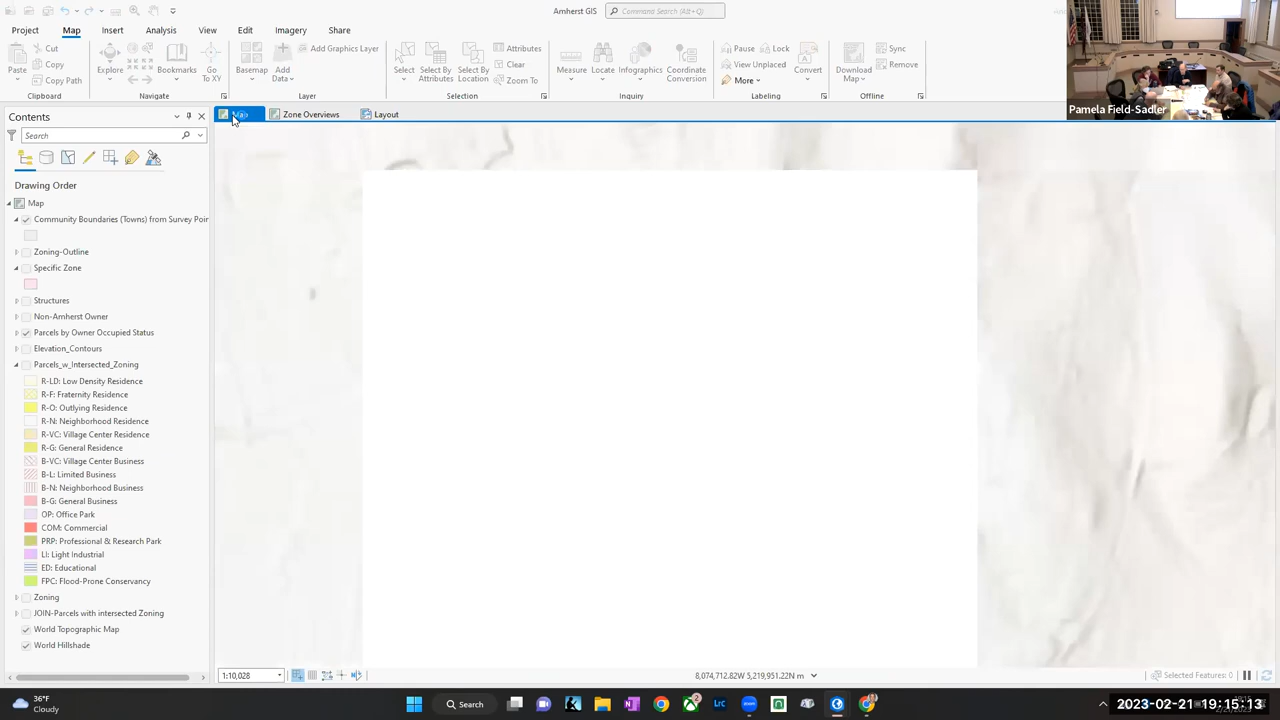 Amherst GIS
Command Search (Alt+Q)
Project Map Insert Analysis View Edit Imagery Share
Paste
Cut
Copy
Copy Path
Clipboard
Explore
Bookmarks
Go To XY
Navigate
Basemap
Add Data
Add Graphics Layer
Layer
Select
Select By Attributes
Select By Location
Attributes
Clear
Zoom To
Selection
Measure
Locate
Infographics
Coordinate Conversion
Inquiry
Pause
Lock
View Unplaced
More
Labeling
Convert
Download Map
Sync
Remove
Offline
Pamela Field-Sadler
Contents
Search
Map
Zone Overviews
Layout
Drawing Order
Map
Community Boundaries (Towns) from Survey Poin
Zoning-Outline
Specific Zone
Structures
Non-Amherst Owner
Parcels by Owner Occupied Status
Elevation_Contours
Parcels_w_Intersected_Zoning
R-LD: Low Density Residence
R-F: Fraternity Residence
R-O: Outlying Residence
R-N: Neighborhood Residence
R-VC: Village Center Residence
R-G: General Residence
B-VC: Village Center Business
B-L: Limited Business
B-N: Neighborhood Business
B-G: General Business
OP: Office Park
COM: Commercial
PRP: Professional & Research Park
LI: Light Industrial
ED: Educational
FPC: Flood-Prone Conservancy
Zoning
JOIN-Parcels with intersected Zoning
World Topographic Map
World Hillshade
1:10,028
8,074,712.82W 5,219,951.22N m
Selected Features: 0
36°F
Cloudy
Search
2023-02-21 19:15:13